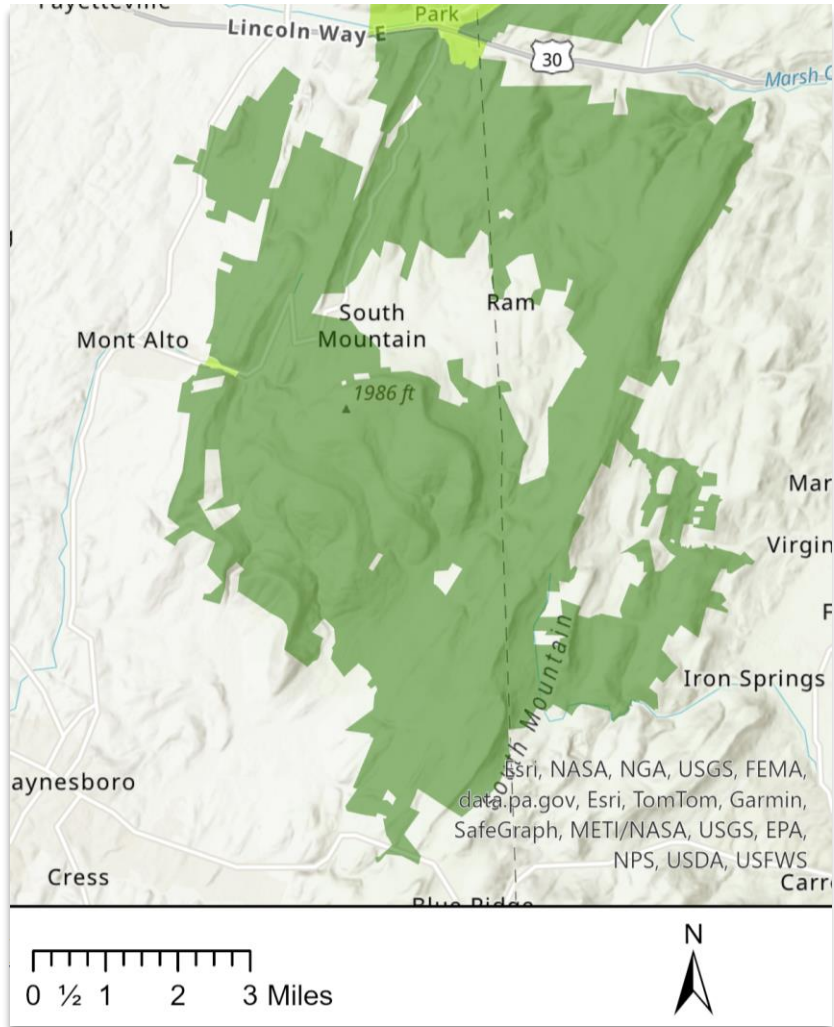 Park
Lincoln Way E
30
Marsh C
South
Mountain
Ram
Mont Alto
1986 ft
Mar
Virgin
F
South Mountain
Iron Springs
Esri, NASA, NGA, USGS, FEMA,
data.pa.gov, Esri, TomTom, Garmin,
SafeGraph, METI/NASA, USGS, EPA,
NPS, USDA, USFWS
aynesboro
Cress
Carr
Blue Ridge
N
0 ½ 1 2 3 Miles